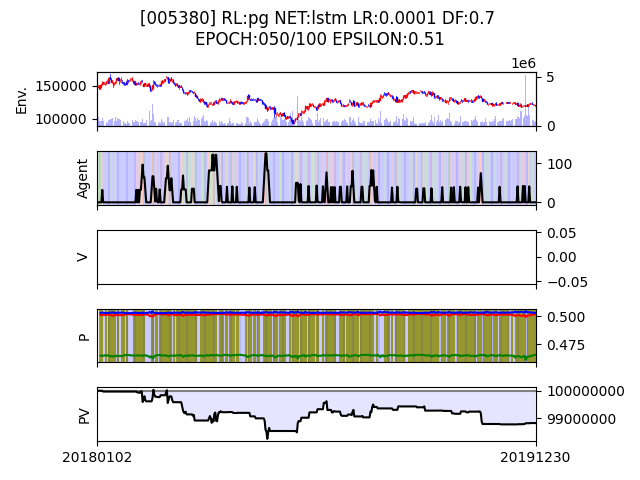 [005380] RL:pg NET:lstm LR:0.0001 DF:0.7
EPOCH:050/100 EPSILON:0.51
1e6
Env.
150000
100000
5
0
Agent
100
0
V
0.05
0.00
−0.05
P
0.500
0.475
PV
100000000
99000000
20180102
20191230